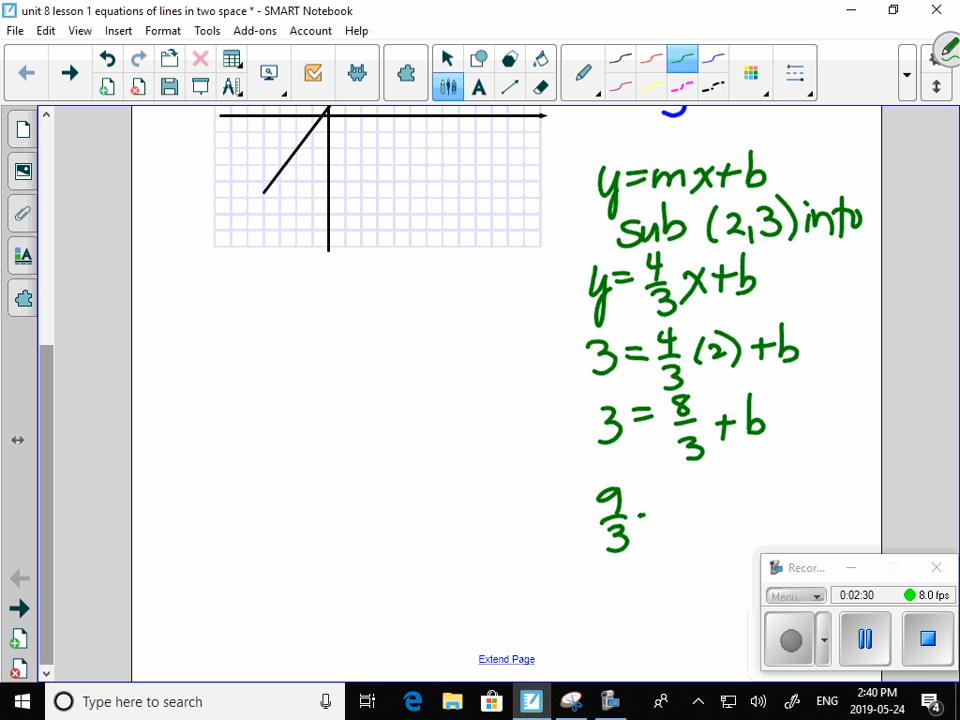 unit 8 lesson 1 equations of lines in two space * - SMART Notebook
File Edit View Insert Format Tools Add-ons Account Help
y=mx+b
sub (2,3) into
y=4/3 x+b
3=4/3 (2)+b
3=8/3+b
9/3 -
Recor...
Menu 0:02:30 8.0 fps
Extend Page
Type here to search
ENG
2:40 PM
2019-05-24
4